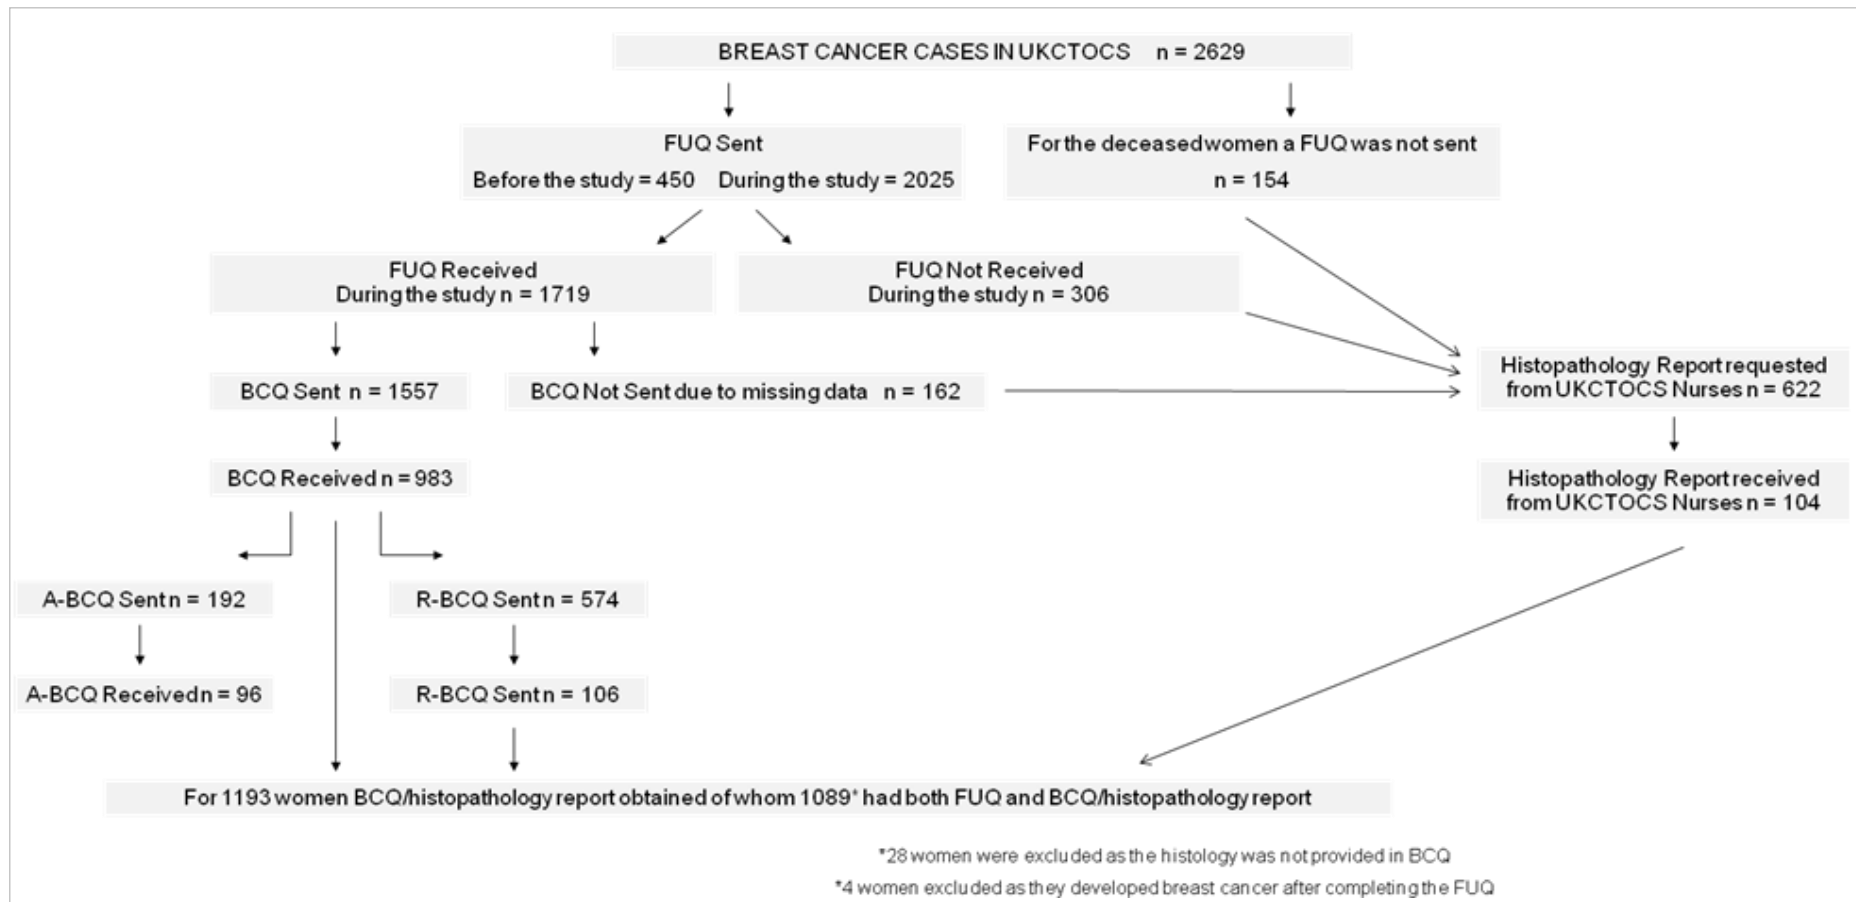 BREAST CANCER CASES IN UKCTOCS n = 2629
FUQ Sent
Before the study = 450 During the study = 2025
For the deceased women a FUQ was not sent
n = 154
FUQ Received
During the study n = 1719
FUQ Not Received
During the study n = 306
Histopathology Report requested
from UKCTOCS Nurses n = 622
BCQ Sent n = 1557
BCQ Not Sent due to missing data n = 162
BCQ Received n = 983
Histopathology Report received
from UKCTOCS Nurses n = 104
A-BCQ Sent n = 192
R-BCQ Sent n = 574
A-BCQ Received n = 96
R-BCQ Sent n = 106
For 1193 women BCQ/histopathology report obtained of whom 1089* had both FUQ and BCQ/histopathology report
*28 women were excluded as the histology was not provided in BCQ
*4 women excluded as they developed breast cancer after completing the FUQ